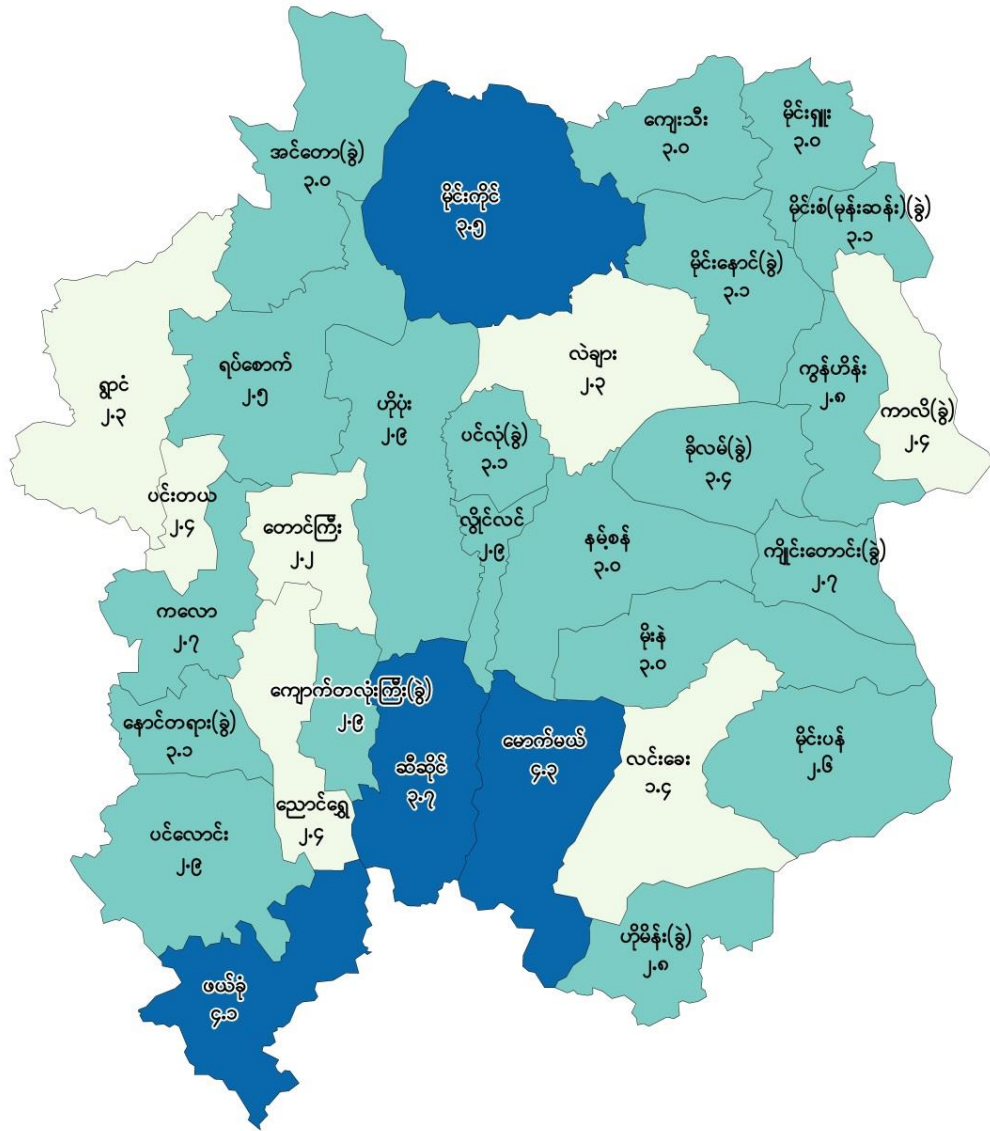 ကျေးသီး
၃.၀
မိုင်းရှူး
၃.၀
အင်တော(ခွဲ)
၃.၀
မိုင်းကိုင်
၃.၅
မိုင်းစံ(မုန်းဆန်း)(ခွဲ)
၃.၁
မိုင်းနောင်(ခွဲ)
၃.၁
လဲချား
၂.၃
ရပ်စောက်
၂.၅
ကွန်ဟိန်း
၂.၈
ရွာငံ
၂.၃
ဟိုပုံး
၂.၉
ကာလိ(ခွဲ)
၂.၄
ပင်လုံ(ခွဲ)
၃.၁
ခိုလမ်(ခွဲ)
၃.၄
ပင်းတယ
၂.၄
တောင်ကြီး
၂.၂
လွိုင်လင်
၂.၉
နမ့်စန်
၃.၀
ကျိုင်းတောင်း(ခွဲ)
၂.၇
ကလော
၂.၇
မိုးနဲ
၃.၀
ကျောက်တလုံးကြီး(ခွဲ)
၂.၉
နောင်တရား(ခွဲ)
၃.၁
မောက်မယ်
၄.၃
မိုင်းပန်
၂.၆
လင်းခေး
၁.၄
ဆီဆိုင်
၃.၇
ညောင်ရွှေ
၂.၄
ပင်လောင်း
၂.၉
ဟိုမိန်း(ခွဲ)
၂.၈
ဖယ်ခုံ
၄.၁